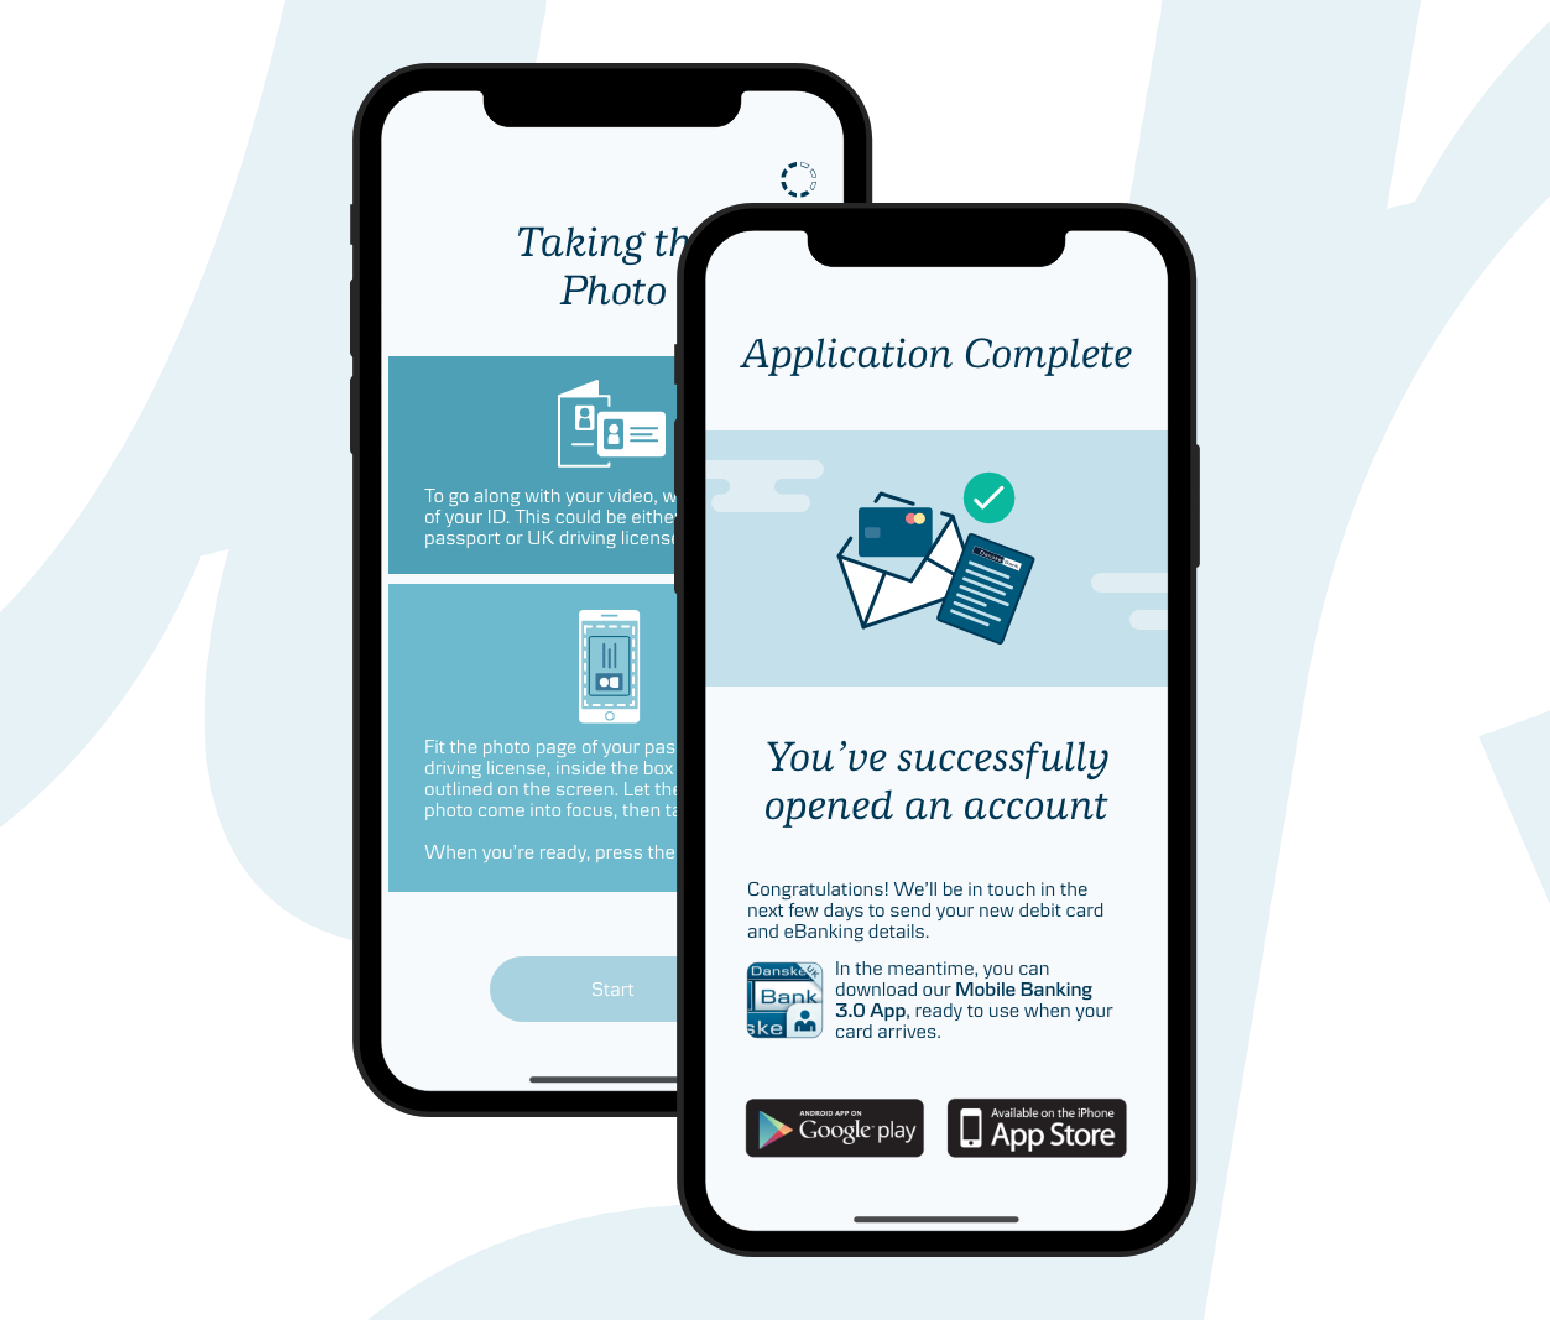 Taking th
Photo
To go along with your video, w
of your ID. This could be eithe
passport or UK driving license
Fit the photo page of your pas
driving license, inside the box
outlined on the screen. Let the
photo come into focus, then ta
When you’re ready, press the
Start
Application Complete
Danske Bank
You’ve successfully
opened an account
Congratulations! We’ll be in touch in the
next few days to send your new debit card
and eBanking details.
Danske UK
Bank
ske
In the meantime, you can
download our Mobile Banking
3.0 App, ready to use when your
card arrives.
ANDROID APP ON
Google play
Available on the iPhone
App Store